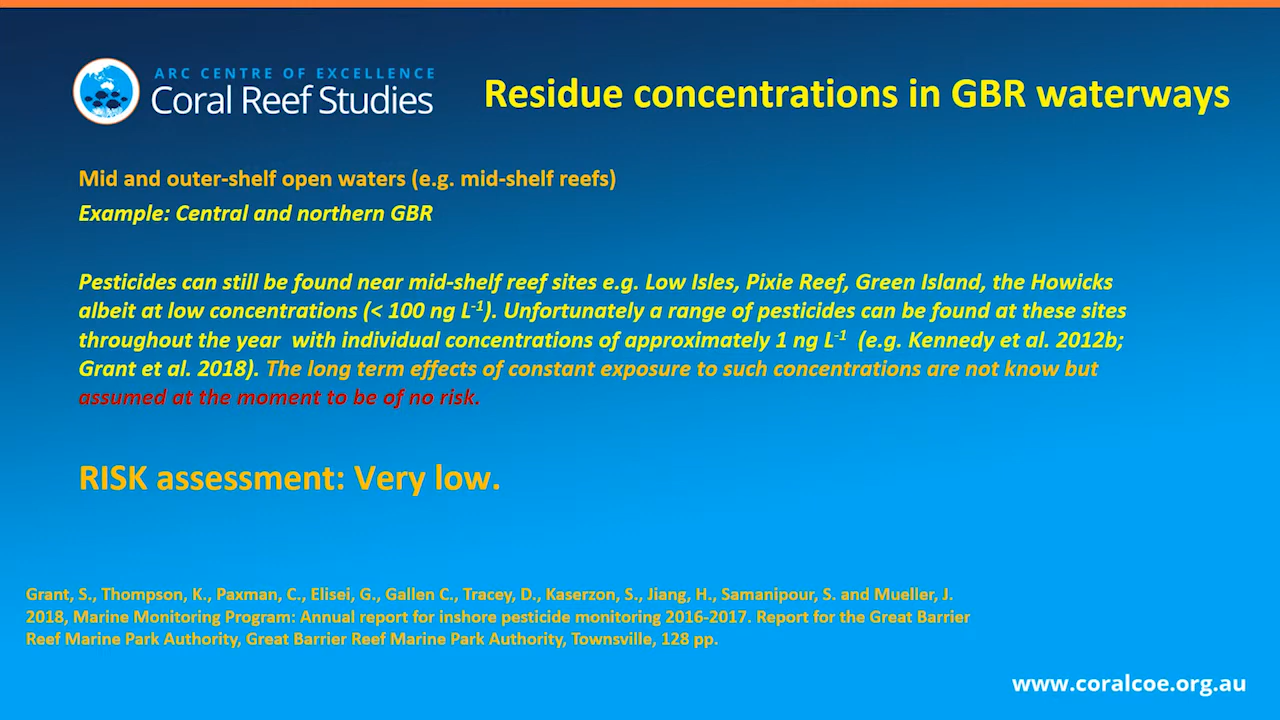 ARC CENTRE OF EXCELLENCE
Coral Reef Studies
Residue concentrations in GBR waterways
Mid and outer-shelf open waters (e.g. mid-shelf reefs)
Example: Central and northern GBR
Pesticides can still be found near mid-shelf reef sites e.g. Low Isles, Pixie Reef, Green Island, the Howicks
albeit at low concentrations (< 100 ng L⁻¹). Unfortunately a range of pesticides can be found at these sites
throughout the year with individual concentrations of approximately 1 ng L⁻¹ (e.g. Kennedy et al. 2012b;
Grant et al. 2018). The long term effects of constant exposure to such concentrations are not know but
assumed at the moment to be of no risk.
RISK assessment: Very low.
Grant, S., Thompson, K., Paxman, C., Elisei, G., Gallen C., Tracey, D., Kaserzon, S., Jiang, H., Samanipour, S. and Mueller, J.
2018, Marine Monitoring Program: Annual report for inshore pesticide monitoring 2016-2017. Report for the Great Barrier
Reef Marine Park Authority, Great Barrier Reef Marine Park Authority, Townsville, 128 pp.
www.coralcoe.org.au